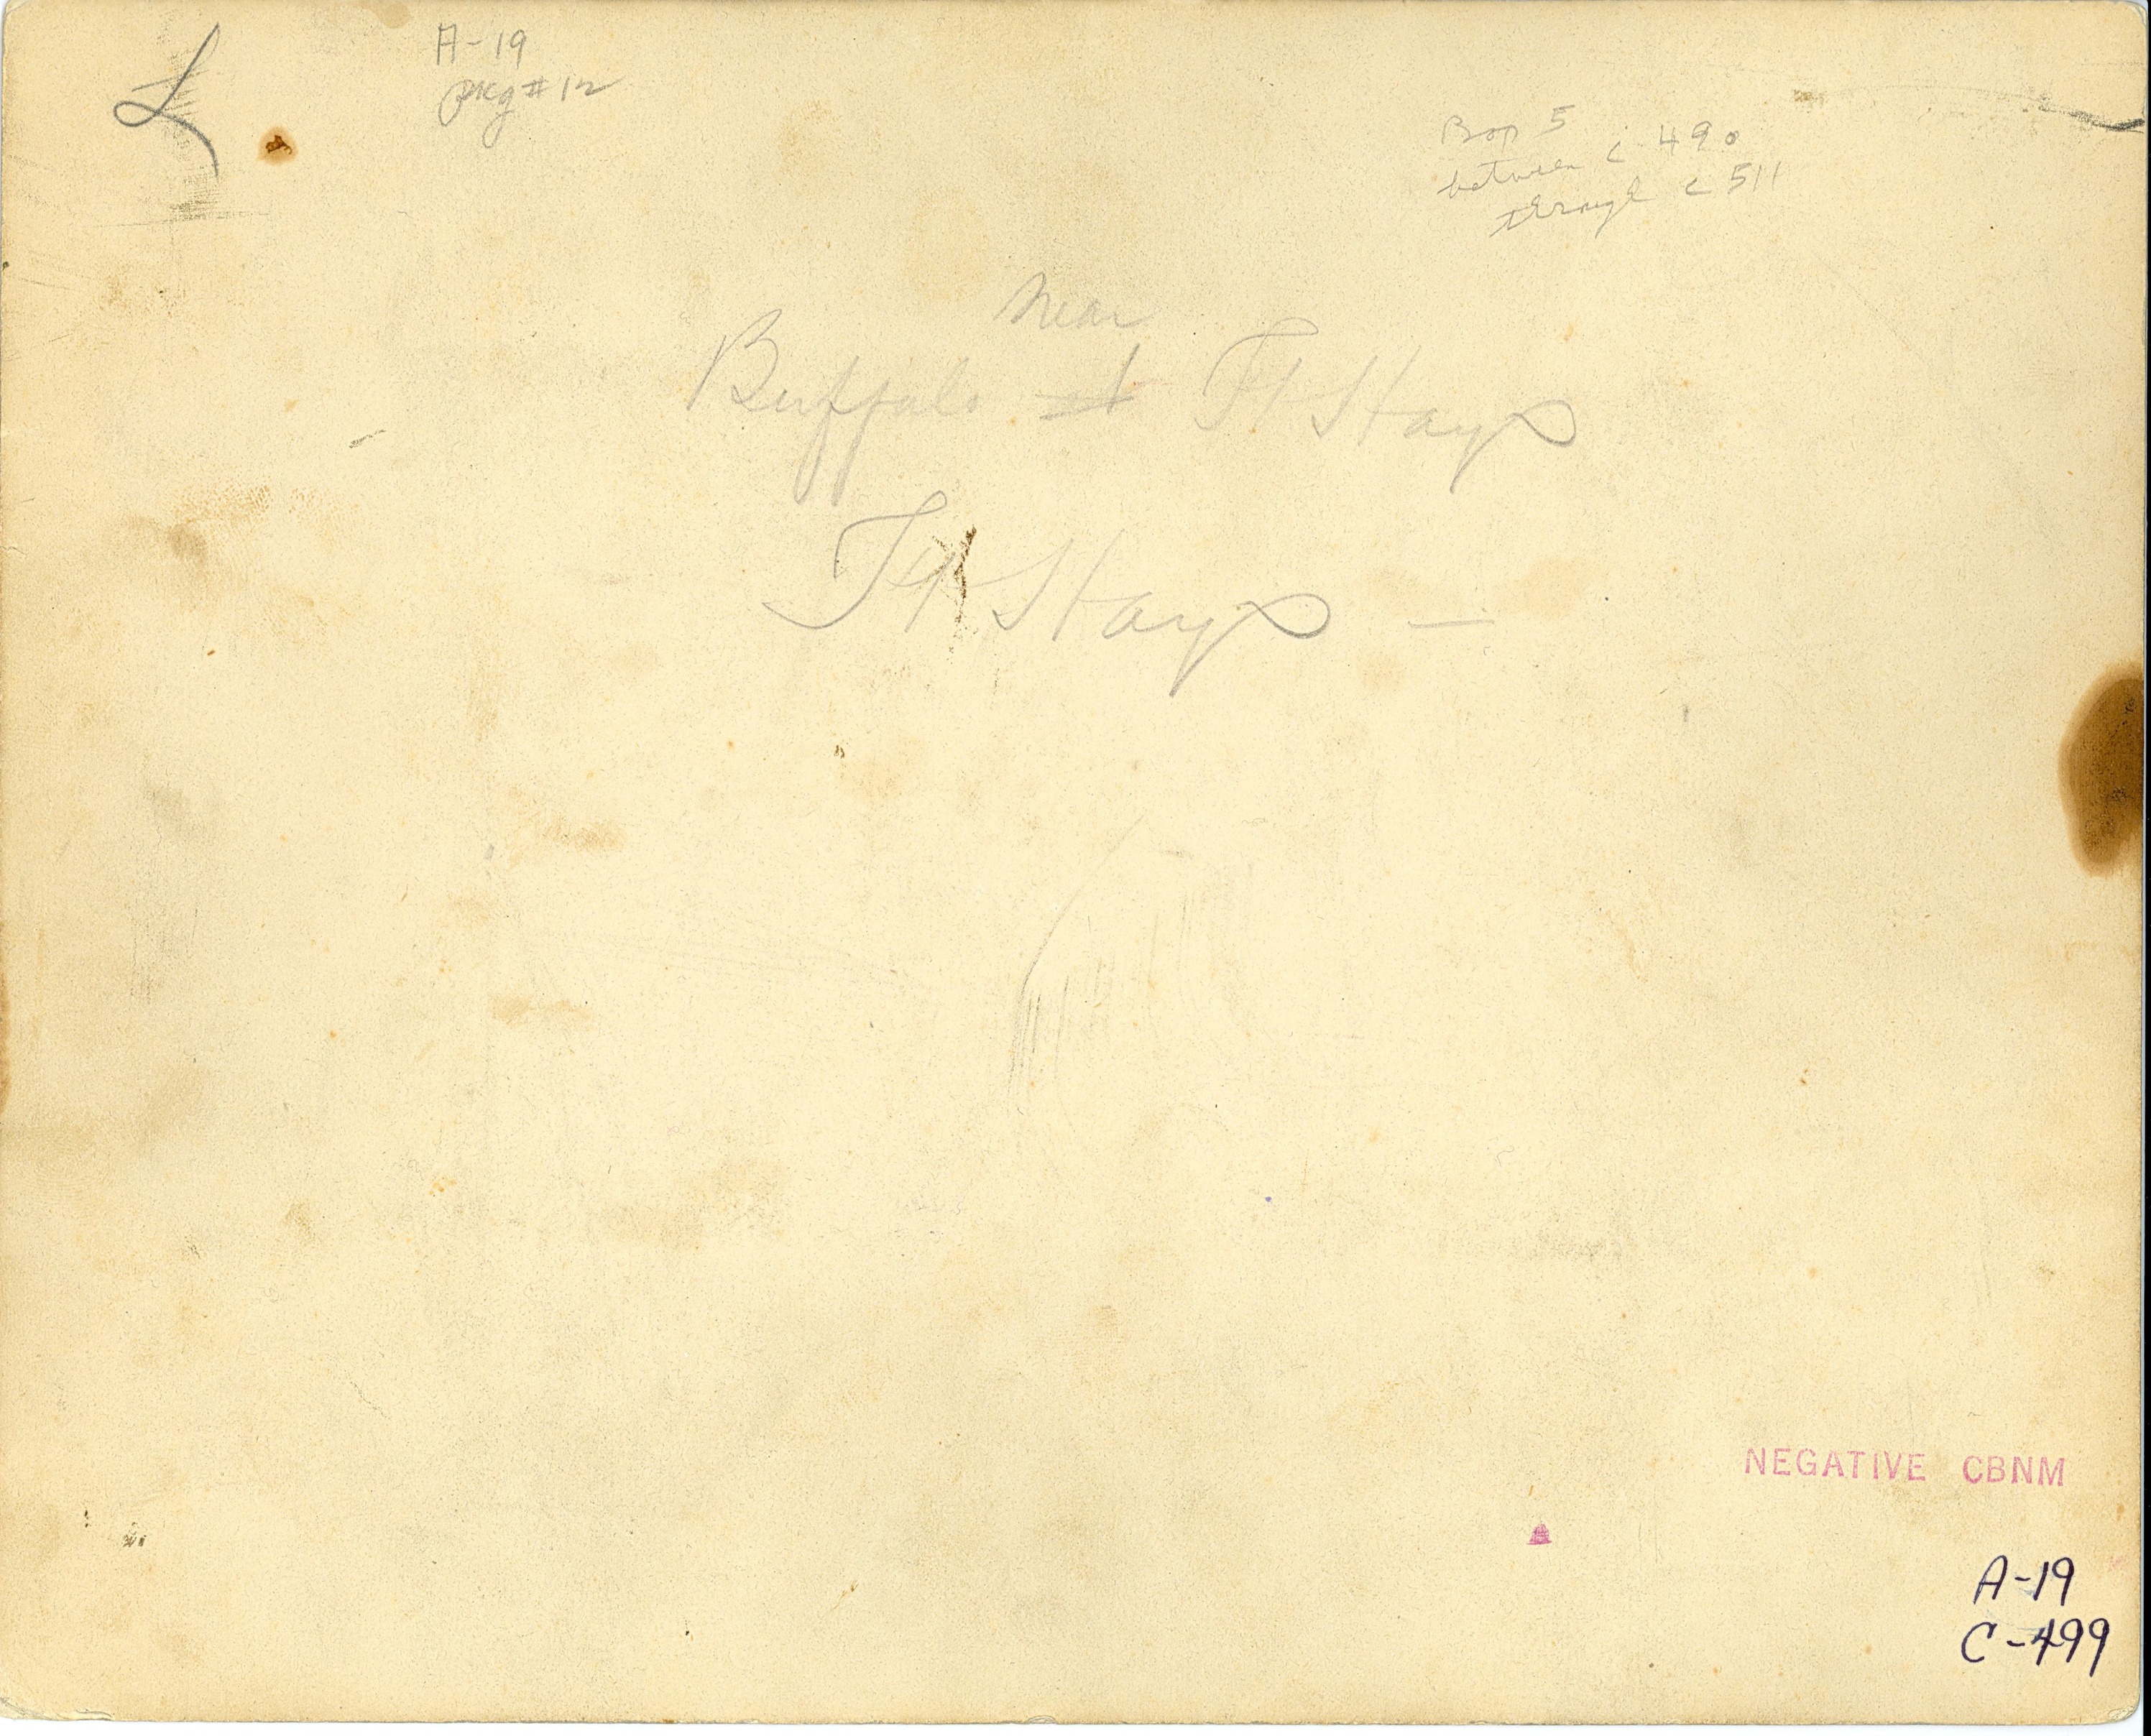 L
A-19
pkg #12
Box 5
between C-490
through C 511
near
Buffalo at Ft Hays
Ft Hays —
NEGATIVE CBNM
A-19
C-499